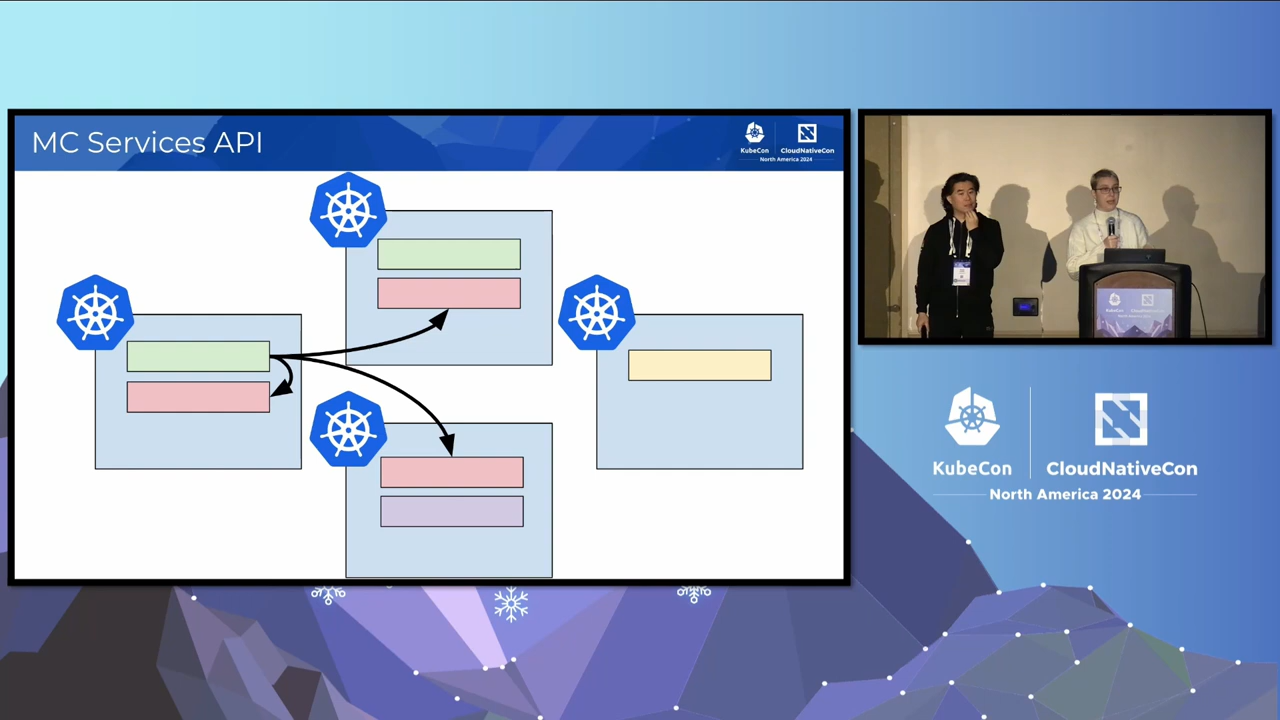 MC Services API
KubeCon
CloudNativeCon
North America 2024
KubeCon
CloudNativeCon
North America 2024